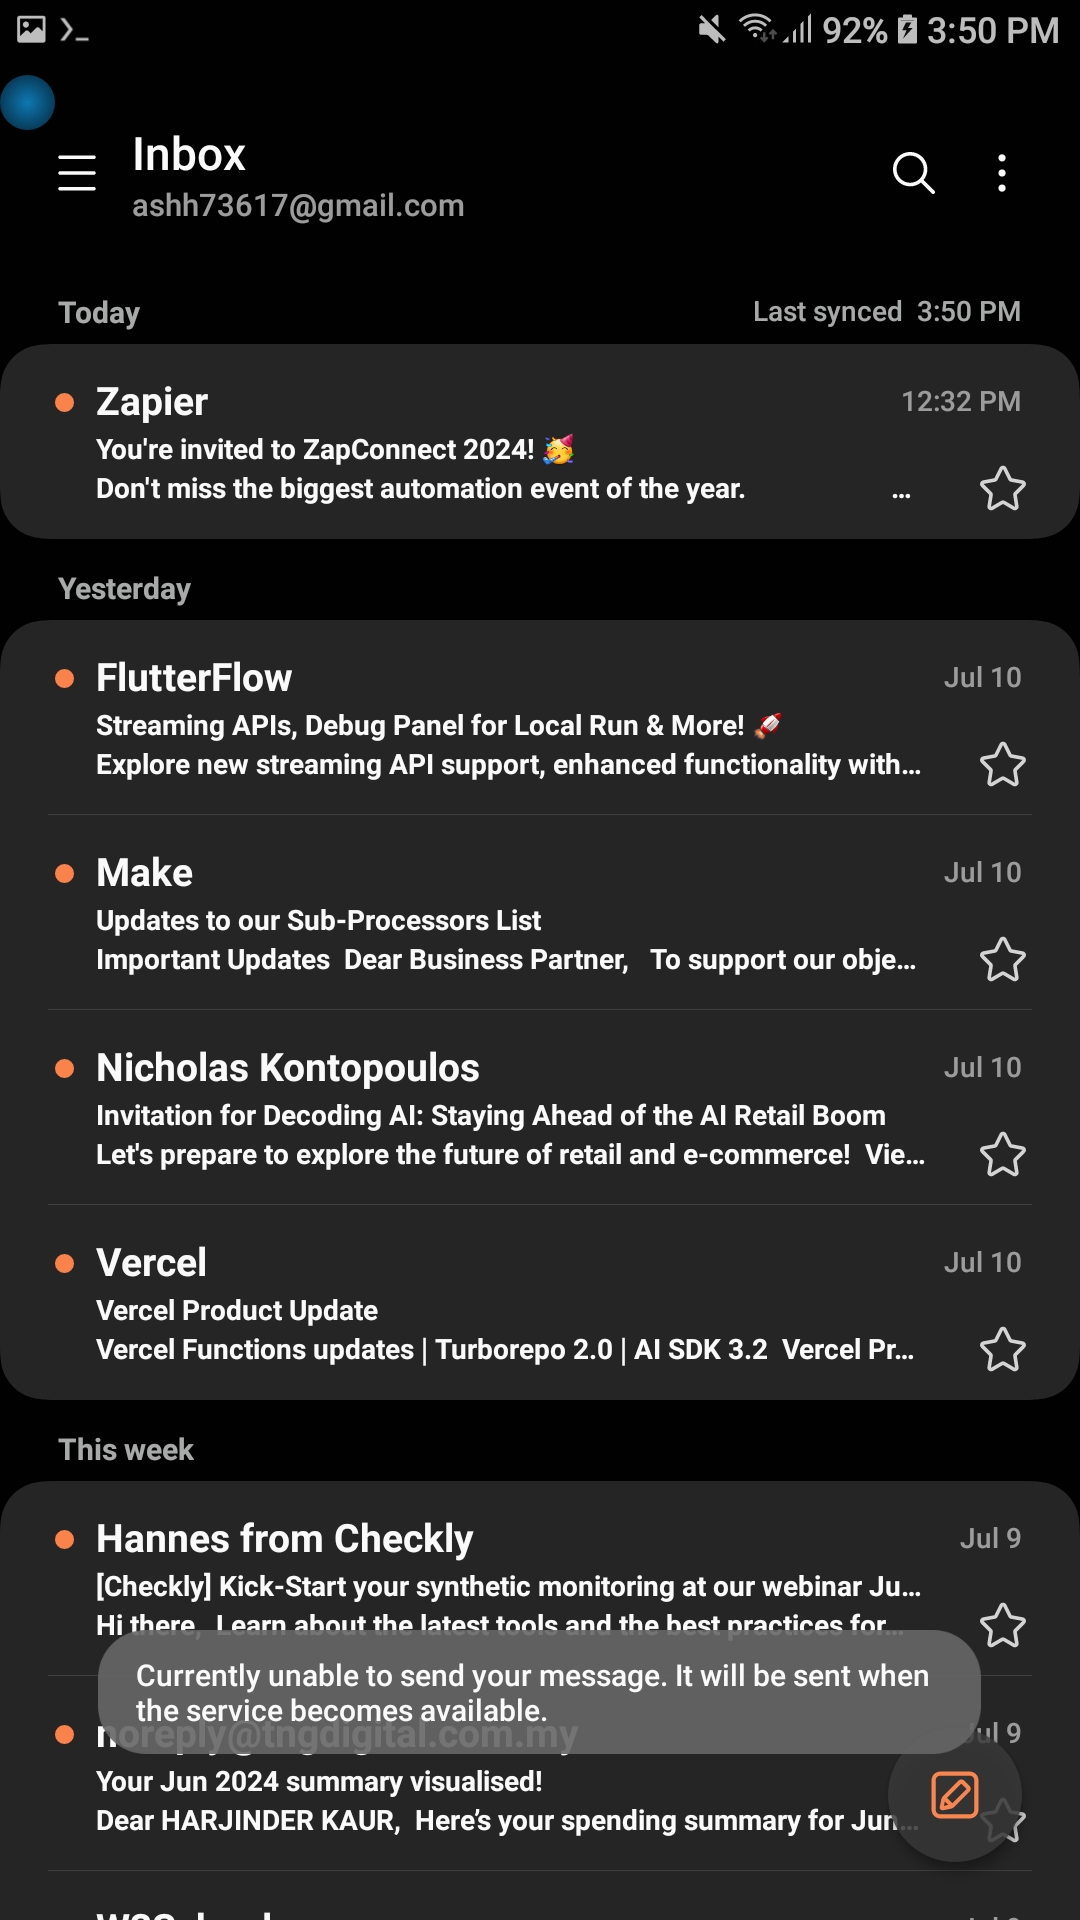 92% 3:50 PM
Inbox
ashh73617@gmail.com
Today
Last synced 3:50 PM
Zapier
12:32 PM
You're invited to ZapConnect 2024! 🥳
Don't miss the biggest automation event of the year. ...
Yesterday
FlutterFlow
Jul 10
Streaming APIs, Debug Panel for Local Run & More! 🚀
Explore new streaming API support, enhanced functionality with...
Make
Jul 10
Updates to our Sub-Processors List
Important Updates Dear Business Partner, To support our obje...
Nicholas Kontopoulos
Jul 10
Invitation for Decoding AI: Staying Ahead of the AI Retail Boom
Let's prepare to explore the future of retail and e-commerce! Vie...
Vercel
Jul 10
Vercel Product Update
Vercel Functions updates | Turborepo 2.0 | AI SDK 3.2 Vercel Pr...
This week
Hannes from Checkly
Jul 9
[Checkly] Kick-Start your synthetic monitoring at our webinar Ju...
Hi there, Learn about the latest tools and the best practices for...
Currently unable to send your message. It will be sent when
the service becomes available.
noreply@tngdigital.com.my
Jul 9
Your Jun 2024 summary visualised!
Dear HARJINDER KAUR, Here's your spending summary for Jun...